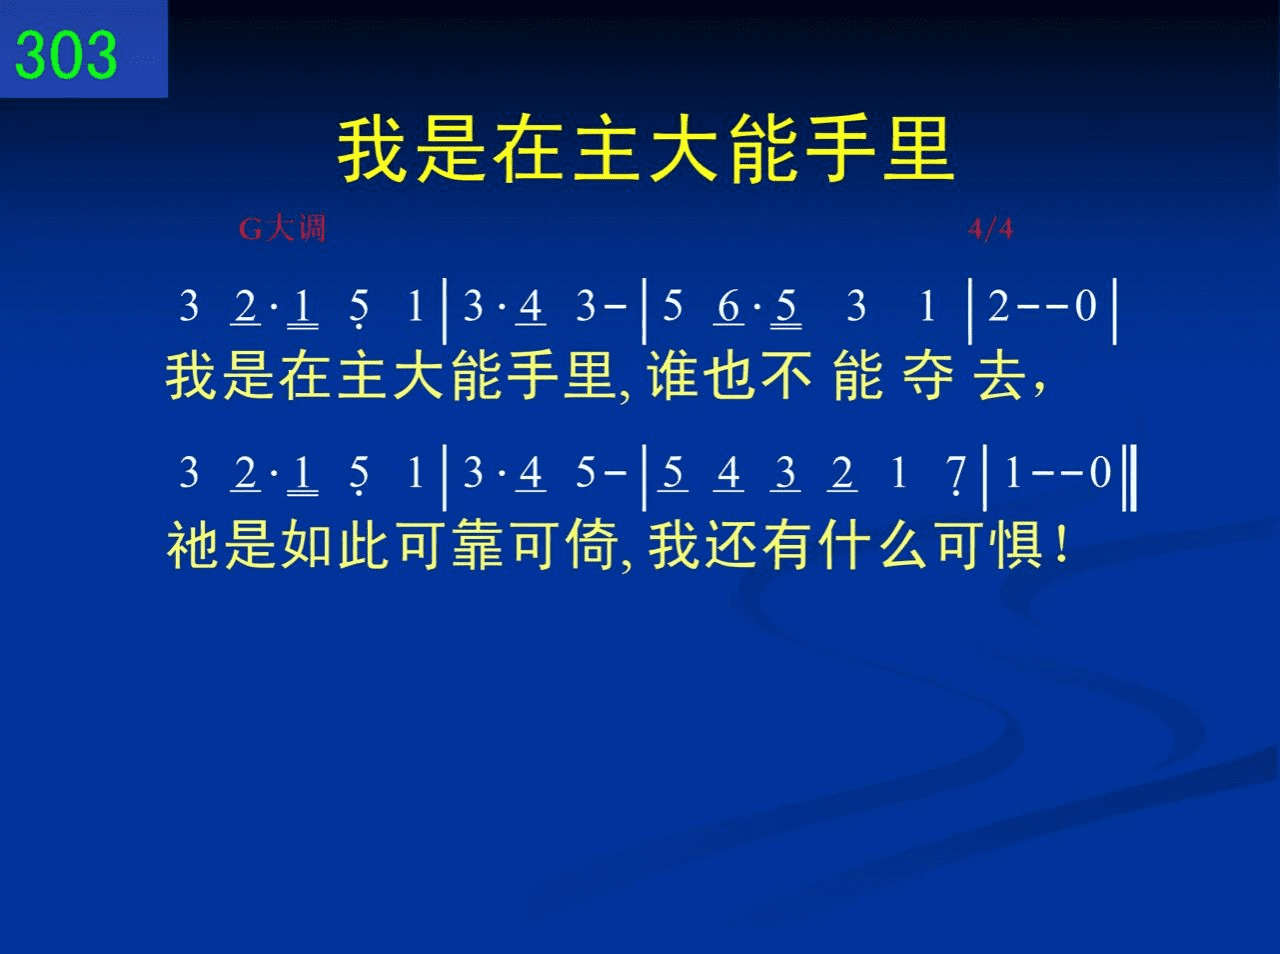 303
我是在主大能手里
G大调 4/4
3 2·1 5̣ 1|3·4 3-|5 6·5 3 1|2--0|
我是在主大能手里,谁也不能夺去，
3 2·1 5̣ 1|3·4 5-|5 4 3 2 1 7̣|1--0‖
祂是如此可靠可倚,我还有什么可惧！